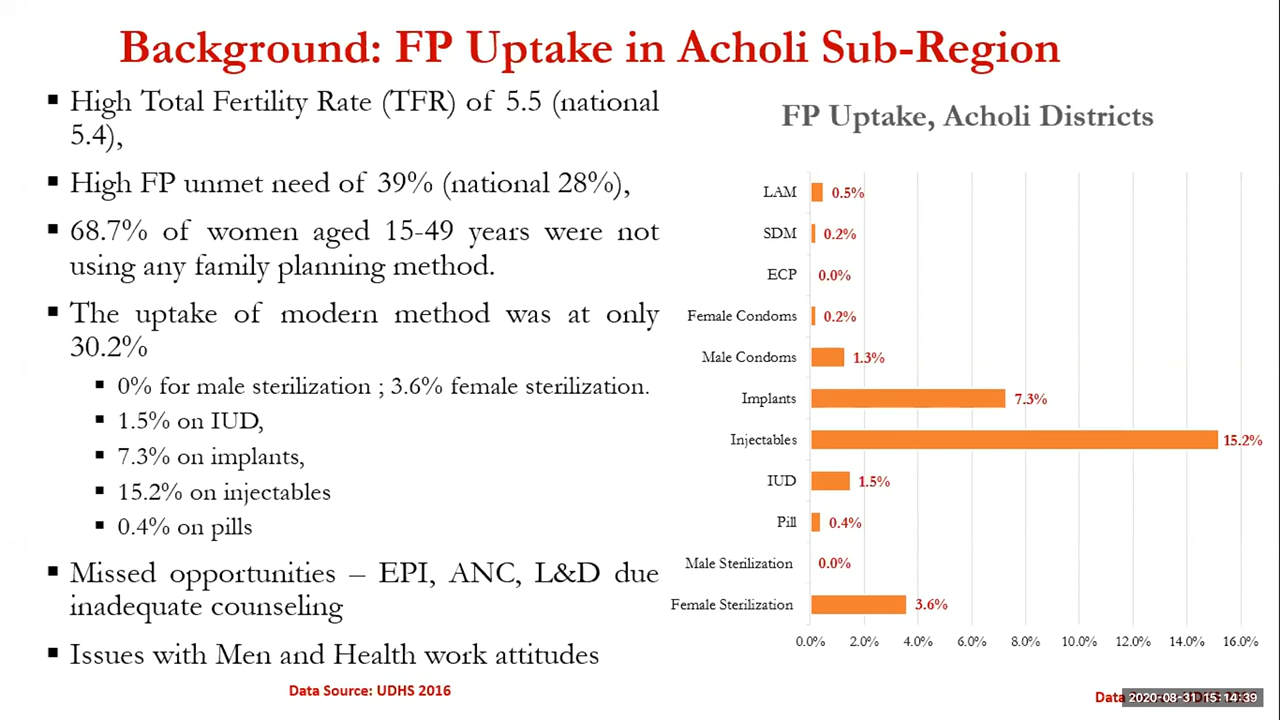 Background: FP Uptake in Acholi Sub-Region
▪ High Total Fertility Rate (TFR) of 5.5 (national
5.4),
▪ High FP unmet need of 39% (national 28%),
▪ 68.7% of women aged 15-49 years were not
using any family planning method.
▪ The uptake of modern method was at only
30.2%
▪ 0% for male sterilization ; 3.6% female sterilization.
▪ 1.5% on IUD,
▪ 7.3% on implants,
▪ 15.2% on injectables
▪ 0.4% on pills
▪ Missed opportunities – EPI, ANC, L&D due
inadequate counseling
▪ Issues with Men and Health work attitudes
Data Source: UDHS 2016
FP Uptake, Acholi Districts
LAM 0.5%
SDM 0.2%
ECP 0.0%
Female Condoms 0.2%
Male Condoms 1.3%
Implants 7.3%
Injectables 15.2%
IUD 1.5%
Pill 0.4%
Male Sterilization 0.0%
Female Sterilization 3.6%
0.0% 2.0% 4.0% 6.0% 8.0% 10.0% 12.0% 14.0% 16.0%
2020-08-31 15:14:39